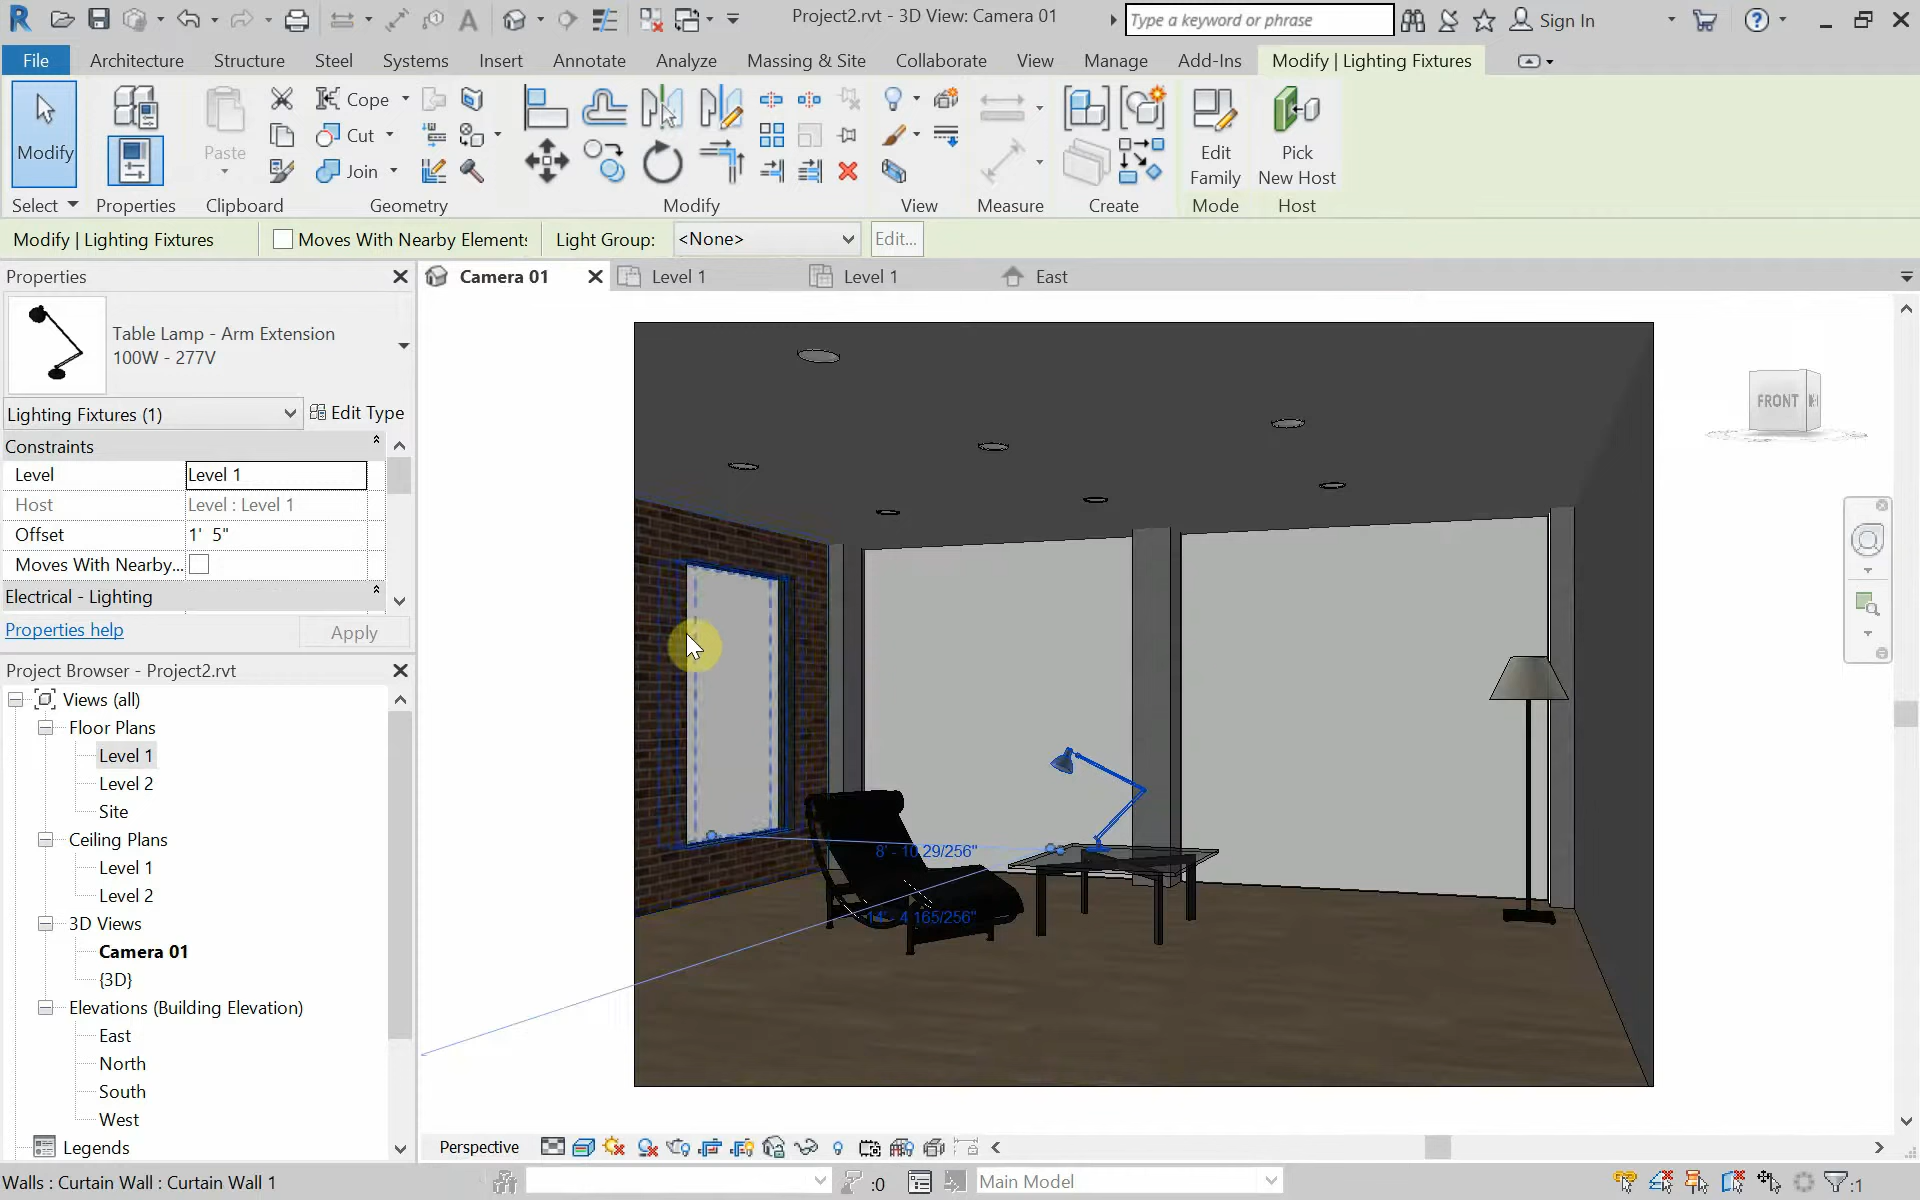 Project2.rvt - 3D View: Camera 01
Type a keyword or phrase
Sign In
File
Architecture
Structure
Steel
Systems
Insert
Annotate
Analyze
Massing & Site
Collaborate
View
Manage
Add-Ins
Modify | Lighting Fixtures
Modify
Paste
Cope
Cut
Join
Edit
Family
Pick
New Host
Select
Properties
Clipboard
Geometry
Modify
View
Measure
Create
Mode
Host
Modify | Lighting Fixtures
Moves With Nearby Elements
Light Group:
<None>
Edit...
Properties
Camera 01
Level 1
Level 1
East
Table Lamp - Arm Extension
100W - 277V
Lighting Fixtures (1)
Edit Type
Constraints
Level
Level 1
Host
Level : Level 1
Offset
1' 5"
Moves With Nearby...
Electrical - Lighting
Properties help
Apply
FRONT
8' - 10 29/256"
14' - 4 165/256"
Project Browser - Project2.rvt
Views (all)
Floor Plans
Level 1
Level 2
Site
Ceiling Plans
Level 1
Level 2
3D Views
Camera 01
{3D}
Elevations (Building Elevation)
East
North
South
West
Legends
Perspective
Walls : Curtain Wall : Curtain Wall 1
:0
Main Model
:1